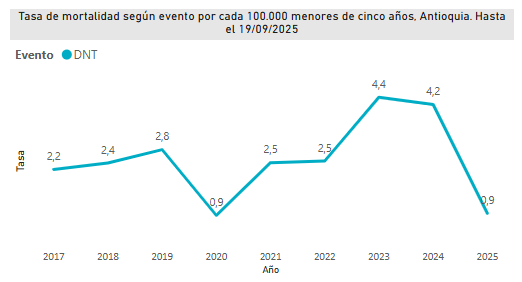 Tasa de mortalidad según evento por cada 100.000 menores de cinco años, Antioquia. Hasta
el 19/09/2025
Evento DNT
4,4
4,2
2,8
2,5
2,5
2,4
2,2
0,9
0,9
Tasa
2017 2018 2019 2020 2021 2022 2023 2024 2025
Año